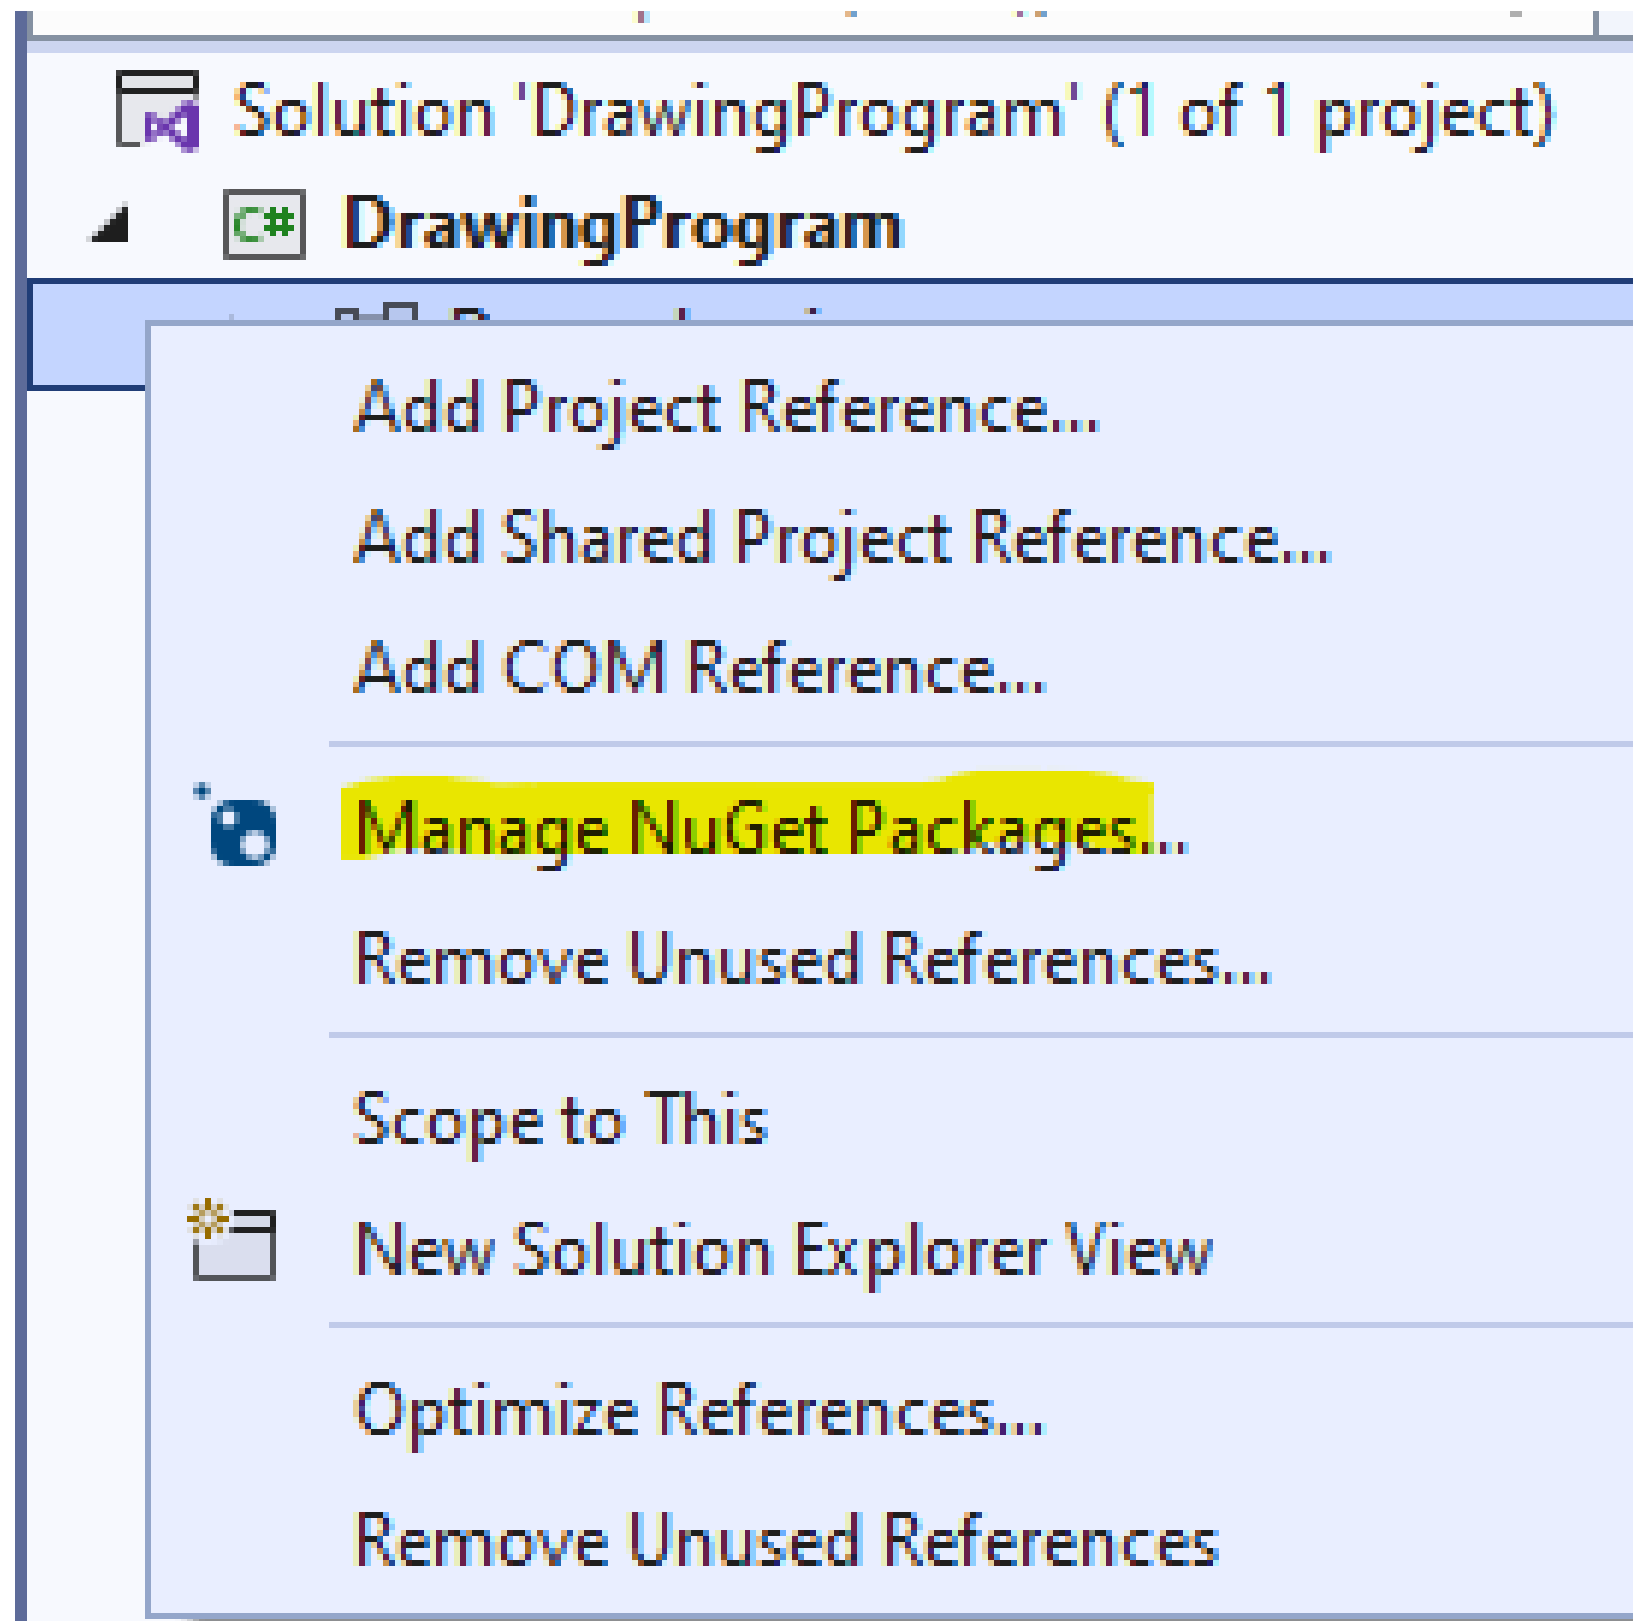 Solution 'DrawingProgram' (1 of 1 project)
C# DrawingProgram
Add Project Reference...
Add Shared Project Reference...
Add COM Reference...
Manage NuGet Packages...
Remove Unused References...
Scope to This
New Solution Explorer View
Optimize References...
Remove Unused References